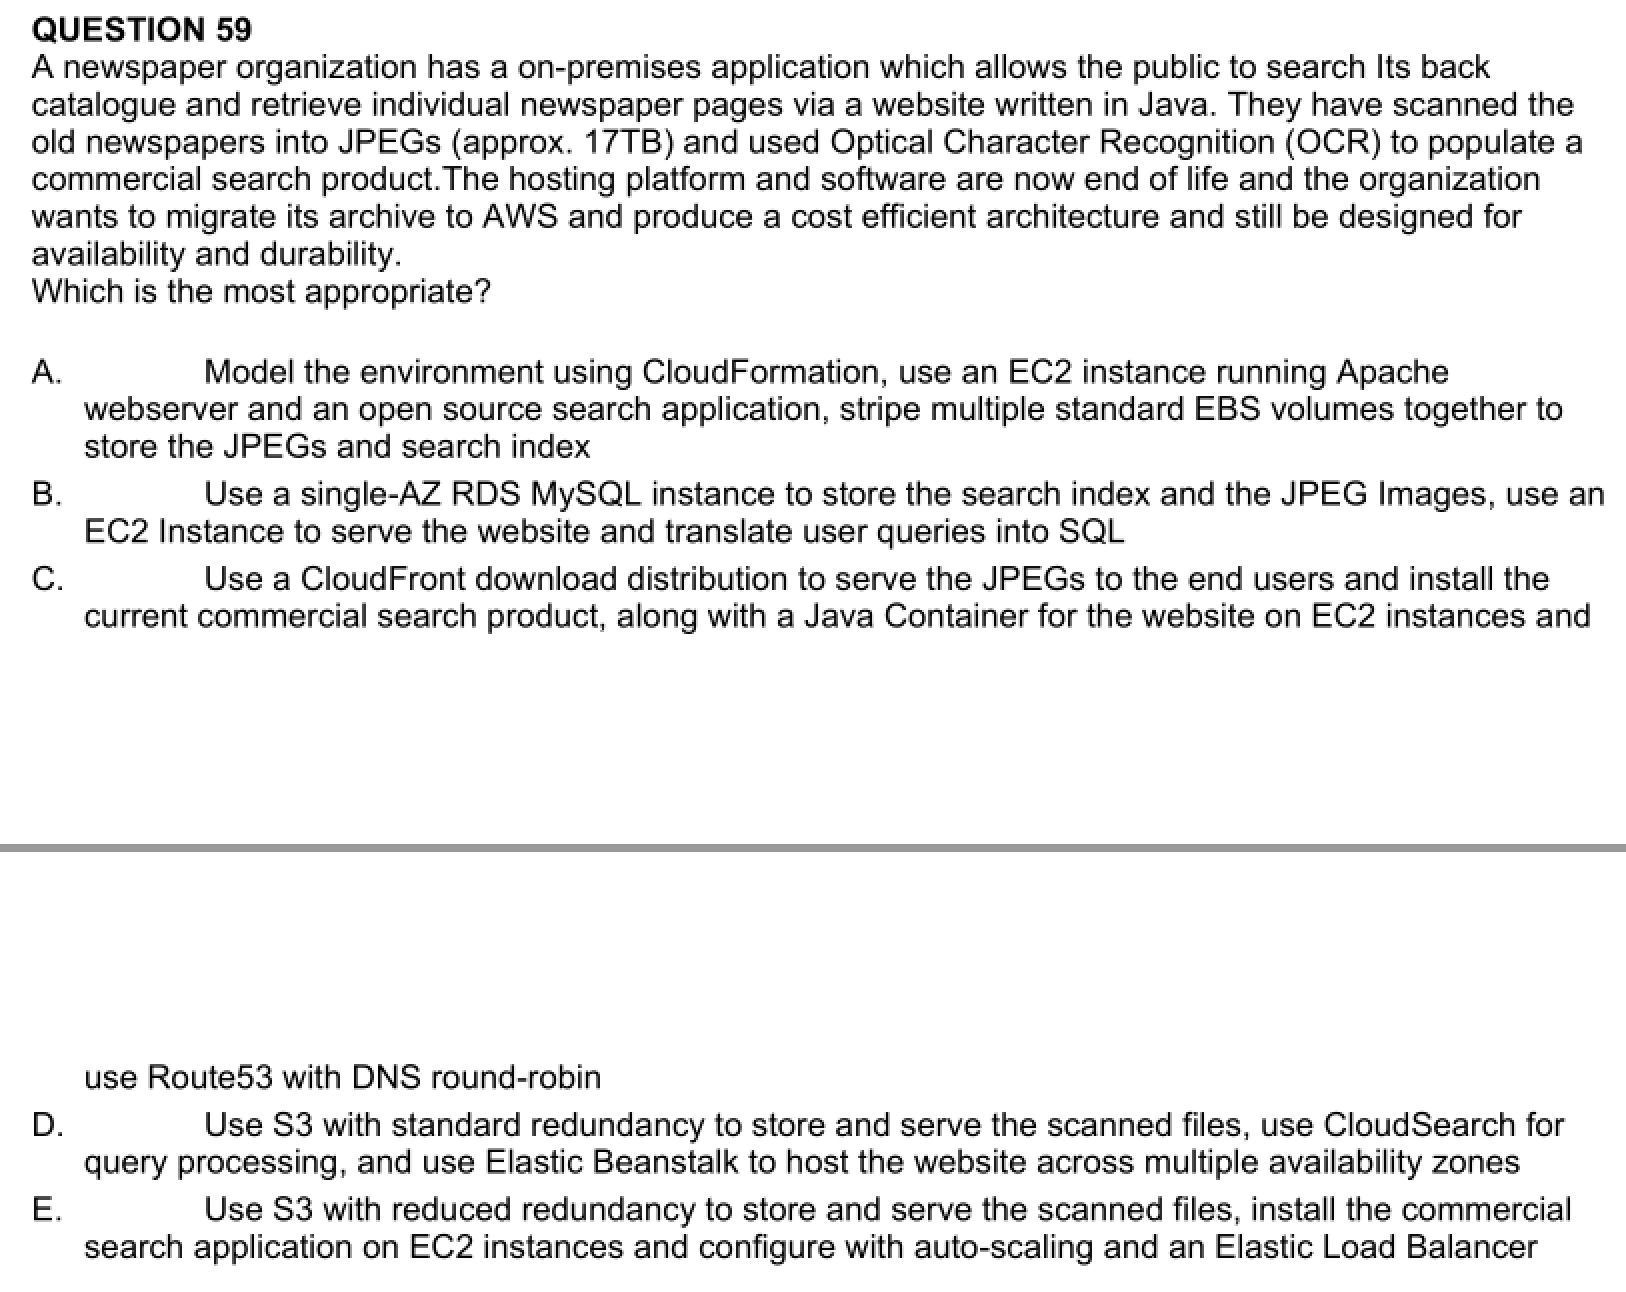 QUESTION 59
A newspaper organization has a on-premises application which allows the public to search Its back
catalogue and retrieve individual newspaper pages via a website written in Java. They have scanned the
old newspapers into JPEGs (approx. 17TB) and used Optical Character Recognition (OCR) to populate a
commercial search product.The hosting platform and software are now end of life and the organization
wants to migrate its archive to AWS and produce a cost efficient architecture and still be designed for
availability and durability.
Which is the most appropriate?
A. Model the environment using CloudFormation, use an EC2 instance running Apache
webserver and an open source search application, stripe multiple standard EBS volumes together to
store the JPEGs and search index
B. Use a single-AZ RDS MySQL instance to store the search index and the JPEG Images, use an
EC2 Instance to serve the website and translate user queries into SQL
C. Use a CloudFront download distribution to serve the JPEGs to the end users and install the
current commercial search product, along with a Java Container for the website on EC2 instances and
use Route53 with DNS round-robin
D. Use S3 with standard redundancy to store and serve the scanned files, use CloudSearch for
query processing, and use Elastic Beanstalk to host the website across multiple availability zones
E. Use S3 with reduced redundancy to store and serve the scanned files, install the commercial
search application on EC2 instances and configure with auto-scaling and an Elastic Load Balancer